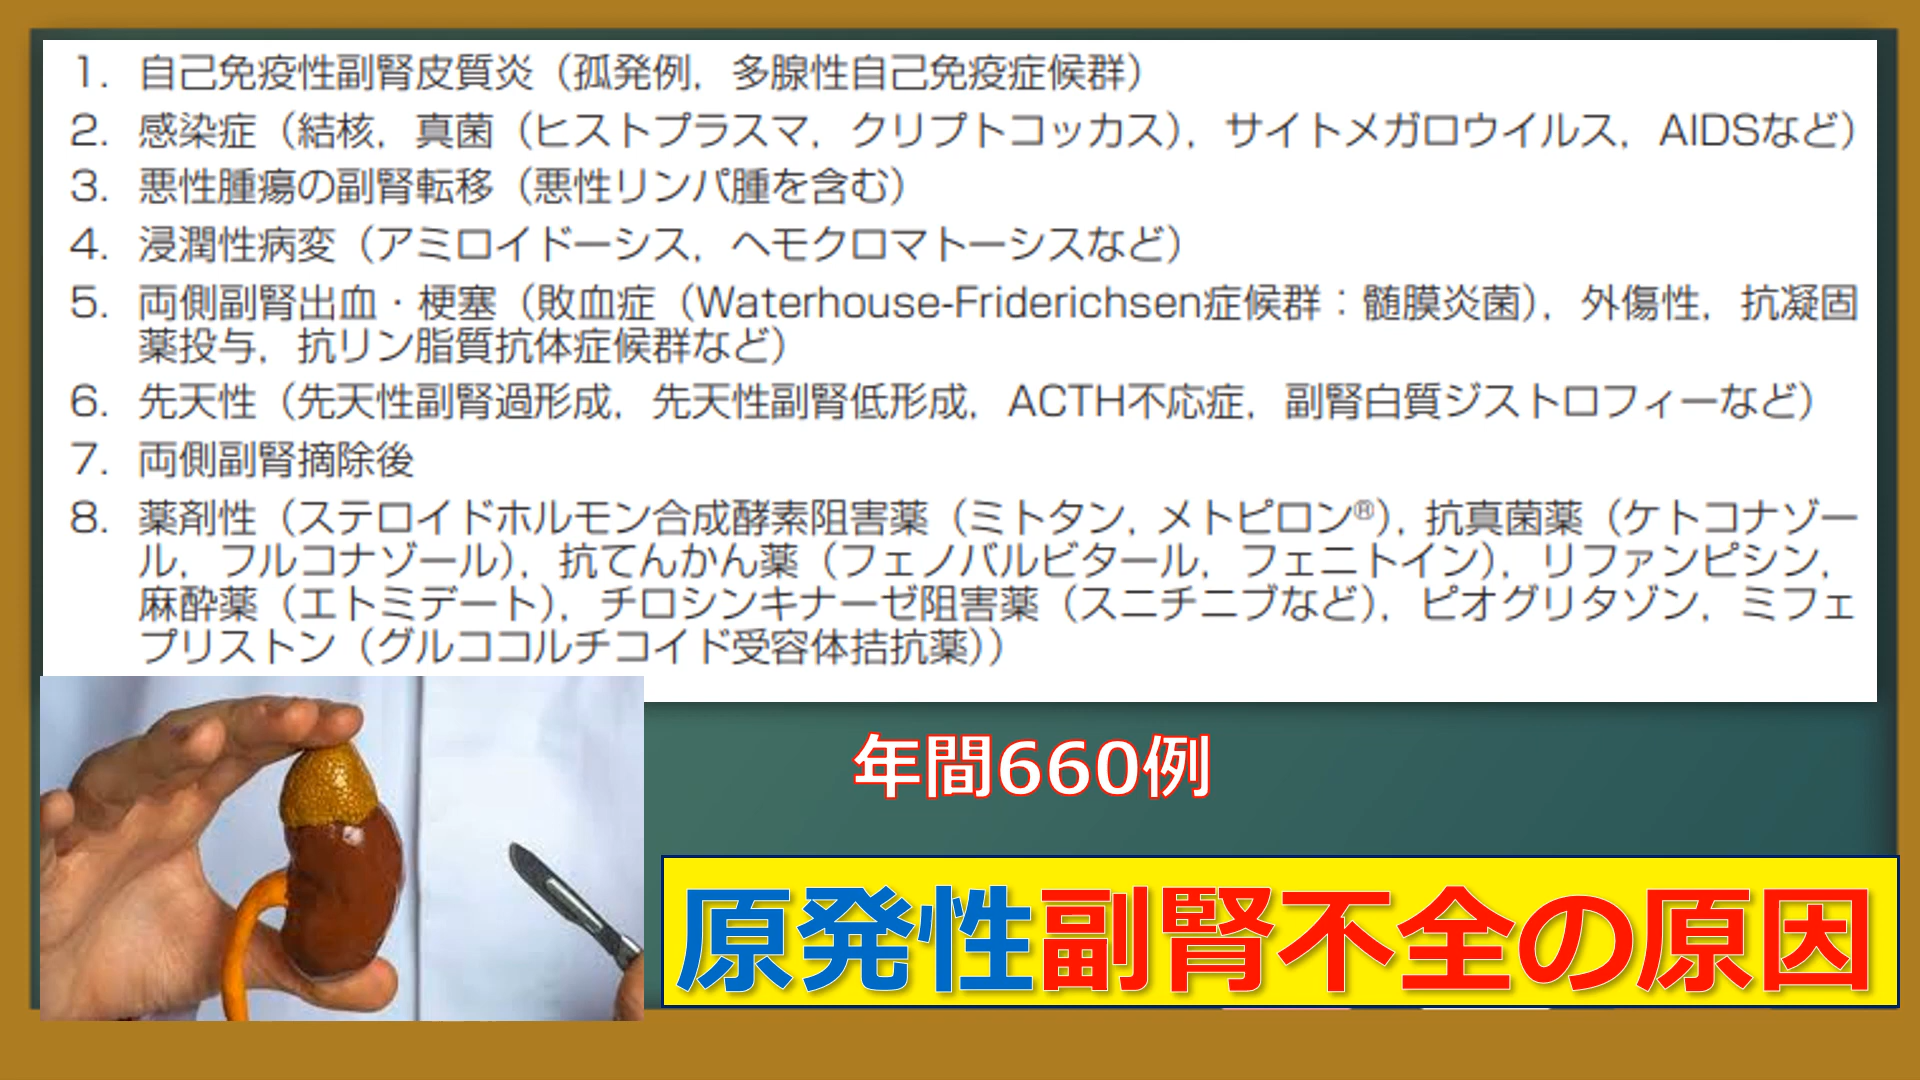 1. 自己免疫性副腎皮質炎（孤発例，多腺性自己免疫症候群）
2. 感染症（結核，真菌（ヒストプラスマ，クリプトコッカス），サイトメガロウイルス，AIDSなど）
3. 悪性腫瘍の副腎転移（悪性リンパ腫を含む）
4. 浸潤性病変（アミロイドーシス，ヘモクロマトーシスなど）
5. 両側副腎出血・梗塞（敗血症（Waterhouse-Friderichsen症候群：髄膜炎菌），外傷性，抗凝固
薬投与，抗リン脂質抗体症候群など）
6. 先天性（先天性副腎過形成，先天性副腎低形成，ACTH不応症，副腎白質ジストロフィーなど）
7. 両側副腎摘除後
8. 薬剤性（ステロイドホルモン合成酵素阻害薬（ミトタン，メトピロン®），抗真菌薬（ケトコナゾー
ル，フルコナゾール），抗てんかん薬（フェノバルビタール，フェニトイン），リファンピシン，
麻酔薬（エトミデート），チロシンキナーゼ阻害薬（スニチニブなど），ピオグリタゾン，ミフェ
プリストン（グルココルチコイド受容体拮抗薬））
年間660例
原発性副腎不全の原因